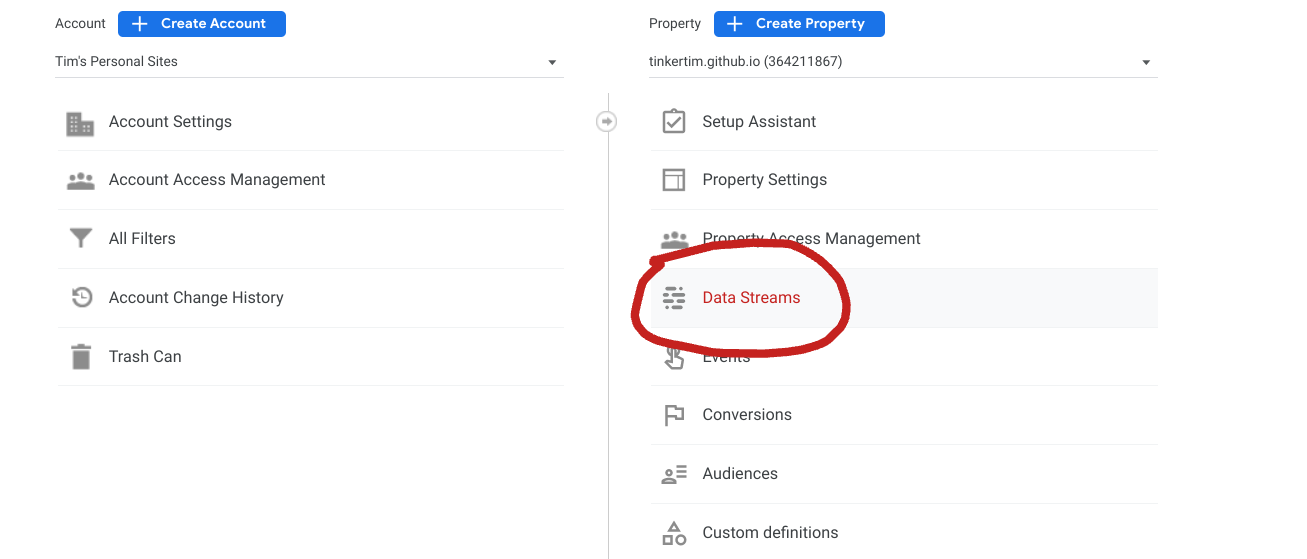 Account
Create Account
Tim's Personal Sites
Account Settings
Account Access Management
All Filters
Account Change History
Trash Can
Property
Create Property
tinkertim.github.io (364211867)
Setup Assistant
Property Settings
Property Access Management
Data Streams
Events
Conversions
Audiences
Custom definitions